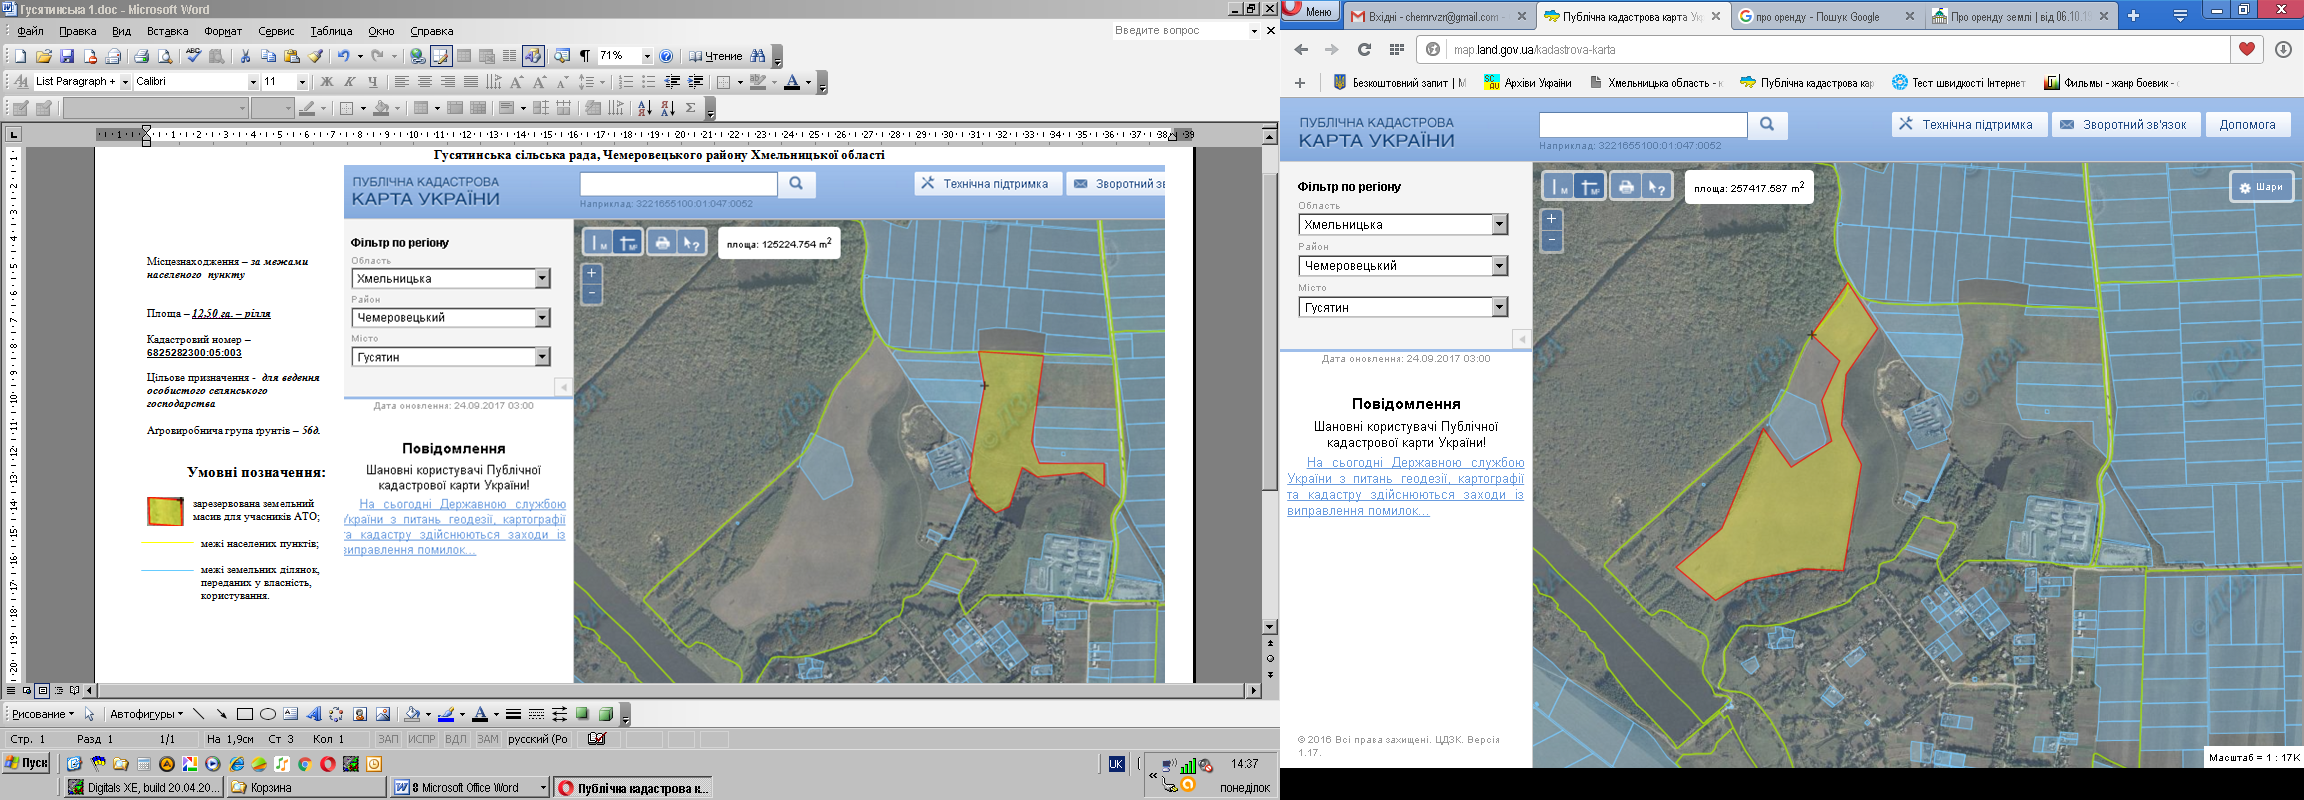 Гусятинська 1.doc - Microsoft Word
Файл Правка Вид Вставка Формат Сервис Таблица Окно Справка
Введите вопрос
71%
Чтение
List Paragraph +
Calibri
11
Ж К Ч
Гусятинська сільська рада, Чемеровецького району Хмельницької області
Місцезнаходження – за межами
населеного пункту
Площа – 12,50 га. – рілля
Кадастровий номер –
6825282300:05:003
Цільове призначення - для ведення
особистого селянського
господарства
Агровиробнича група ґрунтів – 56д.
Умовні позначення:
зарезервована земельний
масив для учасників АТО;
межі населених пунктів;
межі земельних ділянок,
переданих у власність,
користування.
ПУБЛІЧНА КАДАСТРОВА
КАРТА УКРАЇНИ
Наприклад: 3221655100:01:047:0052
Технічна підтримка
Зворотний зв
Фільтр по регіону
Область
Хмельницька
Район
Чемеровецький
Місто
Гусятин
Дата оновлення: 24.09.2017 03:00
площа: 125224.754 m2
Повідомлення
Шановні користувачі Публічної
кадастрової карти України!
На сьогодні Державною службою
України з питань геодезії, картографії
та кадастру здійснюються заходи із
виправлення помилок...
Рисование
Автофигуры
Стр. 1 Разд 1 1/1 На 1,9см Ст 3 Кол 1 ЗАП ИСПР ВДЛ ЗАМ русский (Ро
Пуск
UK
14:37
понеділок
Digitals XE, build 20.04.20...
Корзина
8 Microsoft Office Word
Публічна кадастрова к...
Меню
Вхідні - chemrvzr@gmail.com -
Публічна кадастрова карта Ук
про оренду - Пошук Google
Про оренду землі | від 06.10.19
map.land.gov.ua/kadastrova-karta
Безкоштовний запит | М
Архіви України
Хмельницька область - к
Публічна кадастрова кар
Тест швидкості Інтернет
Фильмы - жанр боевик - с
ПУБЛІЧНА КАДАСТРОВА
КАРТА УКРАЇНИ
Наприклад: 3221655100:01:047:0052
Технічна підтримка
Зворотний зв'язок
Допомога
Фільтр по регіону
Область
Хмельницька
Район
Чемеровецький
Місто
Гусятин
Дата оновлення: 24.09.2017 03:00
площа: 257417.587 m2
Шари
Повідомлення
Шановні користувачі Публічної
кадастрової карти України!
На сьогодні Державною службою
України з питань геодезії, картографії
та кадастру здійснюються заходи із
виправлення помилок...
© 2016 Всі права захищені. ЦДЗК. Версія
1.17.
Масштаб = 1 : 17K